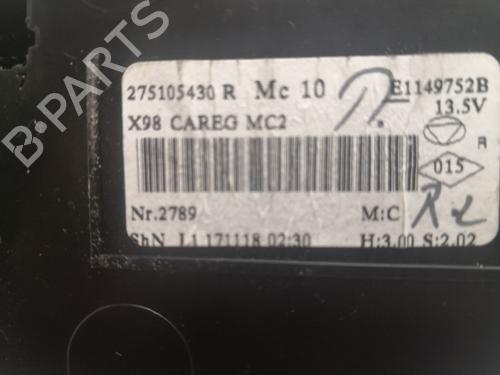 B-PARTS
275105430 R Mc 10 E1149752B
13.5V
X98 CAREG MC2
R
015
Nr.2789 M:C
ShN L1 171118 02:30 H:3.00 S:2.02